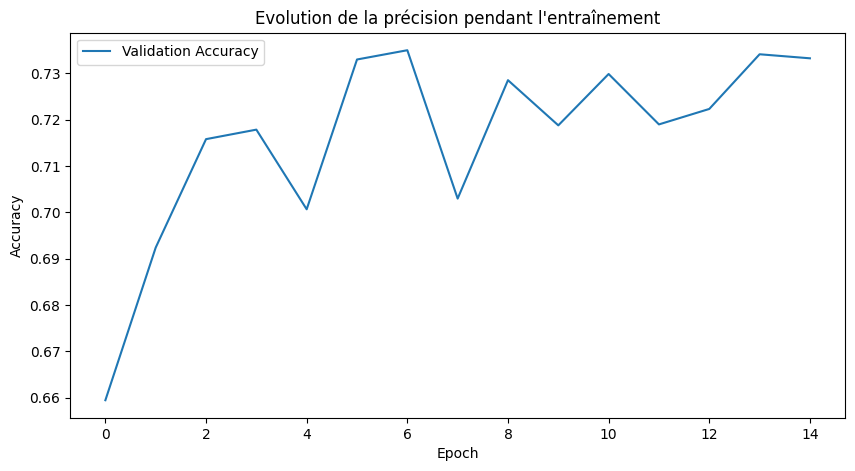 Evolution de la précision pendant l'entraînement
Validation Accuracy
0.73
0.72
0.71
0.70
0.69
0.68
0.67
0.66
Accuracy
0 2 4 6 8 10 12 14
Epoch